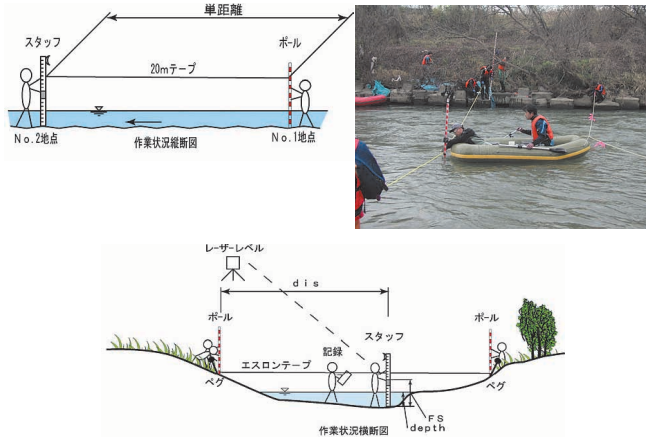 単距離
スタッフ
ポール
20mテープ
No.2地点
No.1地点
作業状況縦断図
レーザーレベル
dis
ポール
スタッフ
ポール
記録
エスロンテープ
ペグ
ペグ
FS
depth
作業状況横断図